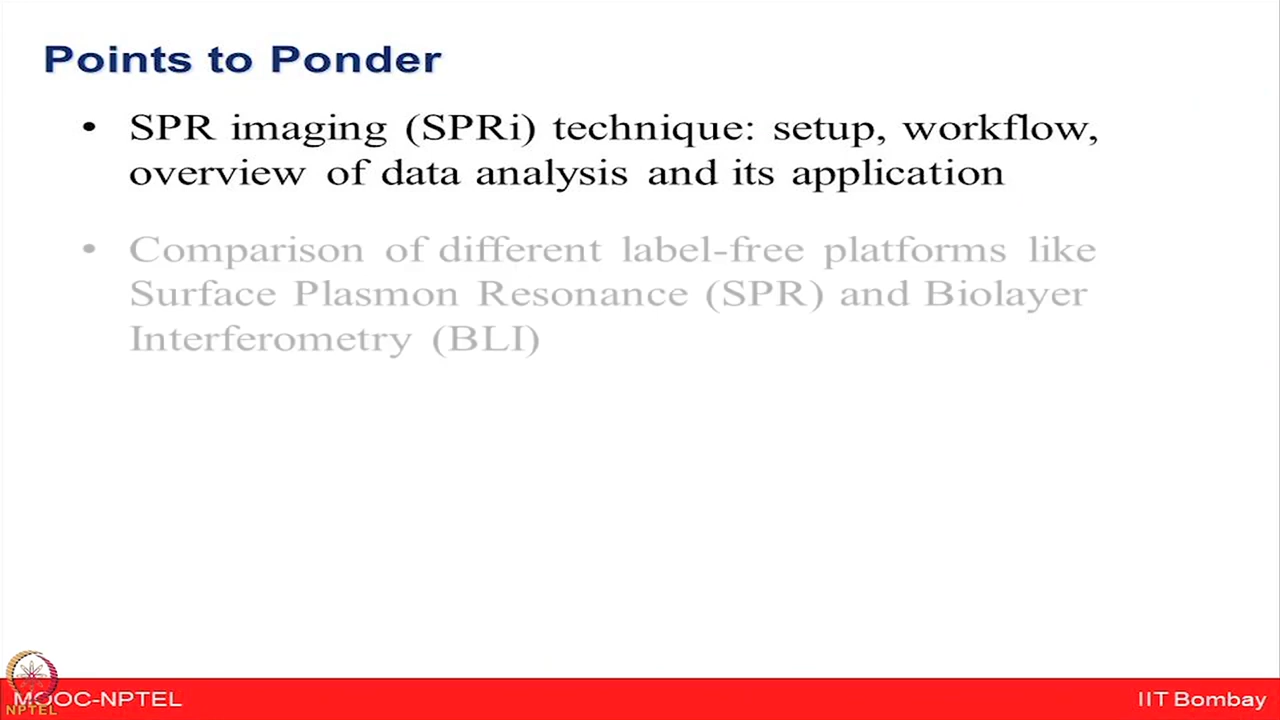 Points to Ponder
• SPR imaging (SPRi) technique: setup, workflow,
overview of data analysis and its application
• Comparison of different label-free platforms like
Surface Plasmon Resonance (SPR) and Biolayer
Interferometry (BLI)
MOOC-NPTEL
IIT Bombay
NPTEL